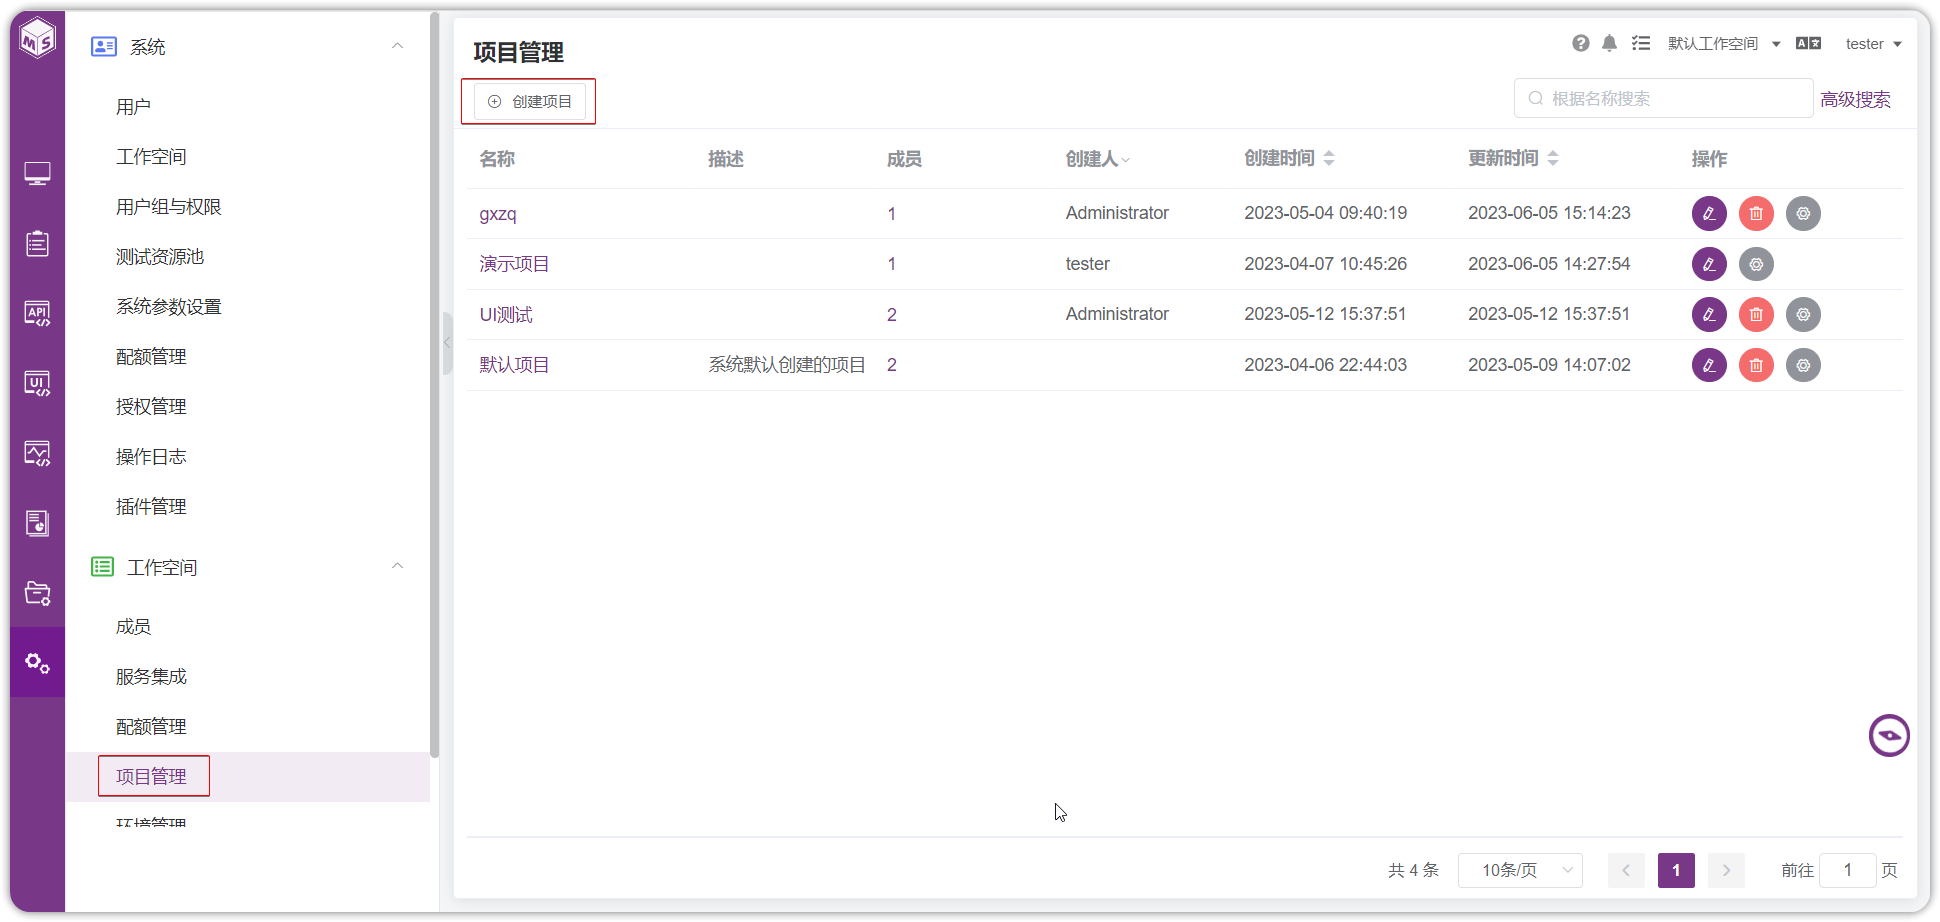 MS
系统
用户
工作空间
用户组与权限
测试资源池
系统参数设置
配额管理
授权管理
操作日志
插件管理
工作空间
成员
服务集成
配额管理
项目管理
环境管理
API
UI
项目管理
默认工作空间
tester
创建项目
根据名称搜索
高级搜索
名称 描述 成员 创建人 创建时间 更新时间 操作
gxzq 1 Administrator 2023-05-04 09:40:19 2023-06-05 15:14:23
演示项目 1 tester 2023-04-07 10:45:26 2023-06-05 14:27:54
UI测试 2 Administrator 2023-05-12 15:37:51 2023-05-12 15:37:51
默认项目 系统默认创建的项目 2 2023-04-06 22:44:03 2023-05-09 14:07:02
共 4 条 10条/页 1 前往 1 页